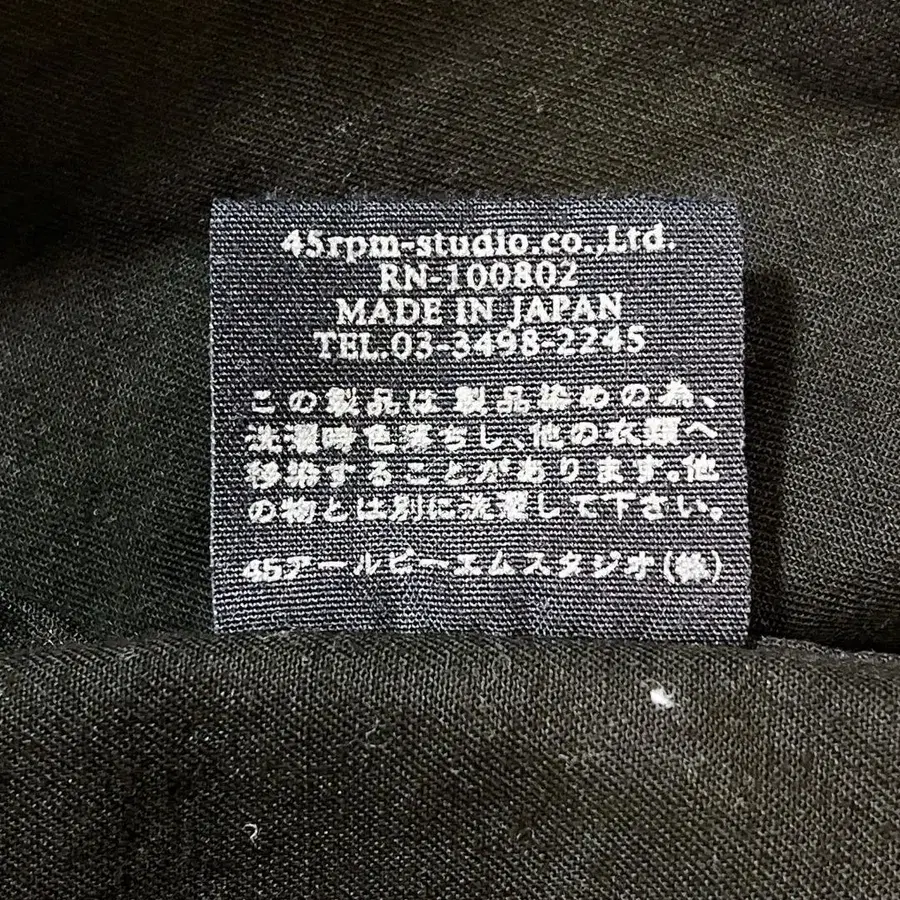 45rpm-studio.co.,Ltd.
RN-100802
MADE IN JAPAN
TEL.03-3498-2245
この製品は製品染めの為、
洗濯時色落ちし、他の衣類へ
移染することがあります。他
の物とは別に洗濯して下さい。
45アールピーエムスタジオ(株)